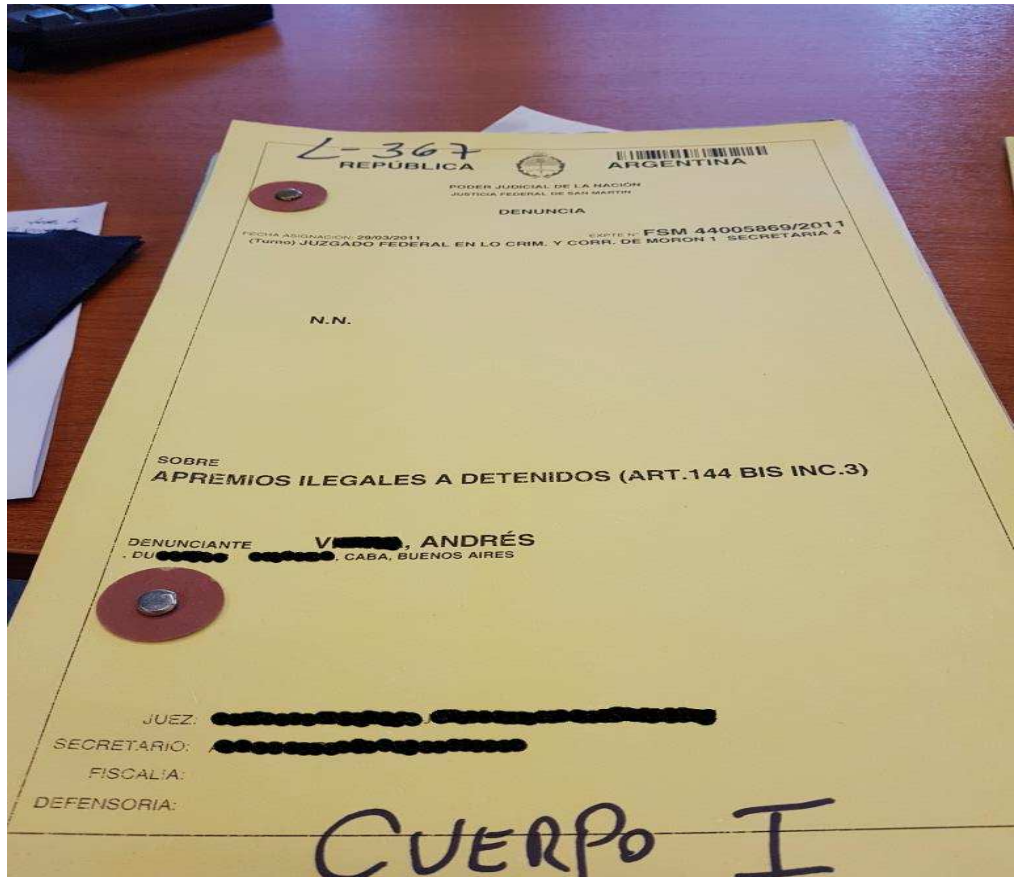 L-367
REPÚBLICA ARGENTINA
PODER JUDICIAL DE LA NACIÓN
JUSTICIA FEDERAL DE SAN MARTIN
DENUNCIA
FECHA ASIGNACION: 29/03/2011 EXPTE N° FSM 44005869/2011
(Turno) JUZGADO FEDERAL EN LO CRIM. Y CORR. DE MORON 1 SECRETARIA 4
N.N.
SOBRE
APREMIOS ILEGALES A DETENIDOS (ART.144 BIS INC.3)
DENUNCIANTE V, ANDRÉS
, DU , CABA, BUENOS AIRES
JUEZ:
SECRETARIO:
FISCALIA:
DEFENSORIA:
CUERPO I